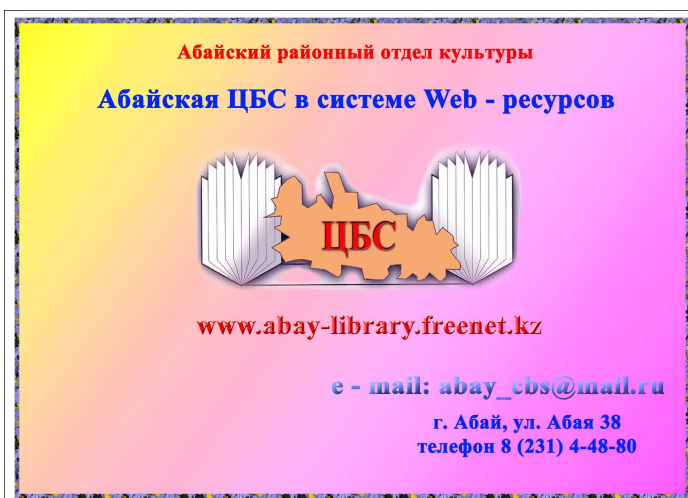 Абайский районный отдел культуры
Абайская ЦБС в системе Web - ресурсов
ЦБС
www.abay-library.freenet.kz
e - mail: abay_cbs@mail.ru
г. Абай, ул. Абая 38
телефон 8 (231) 4-48-80